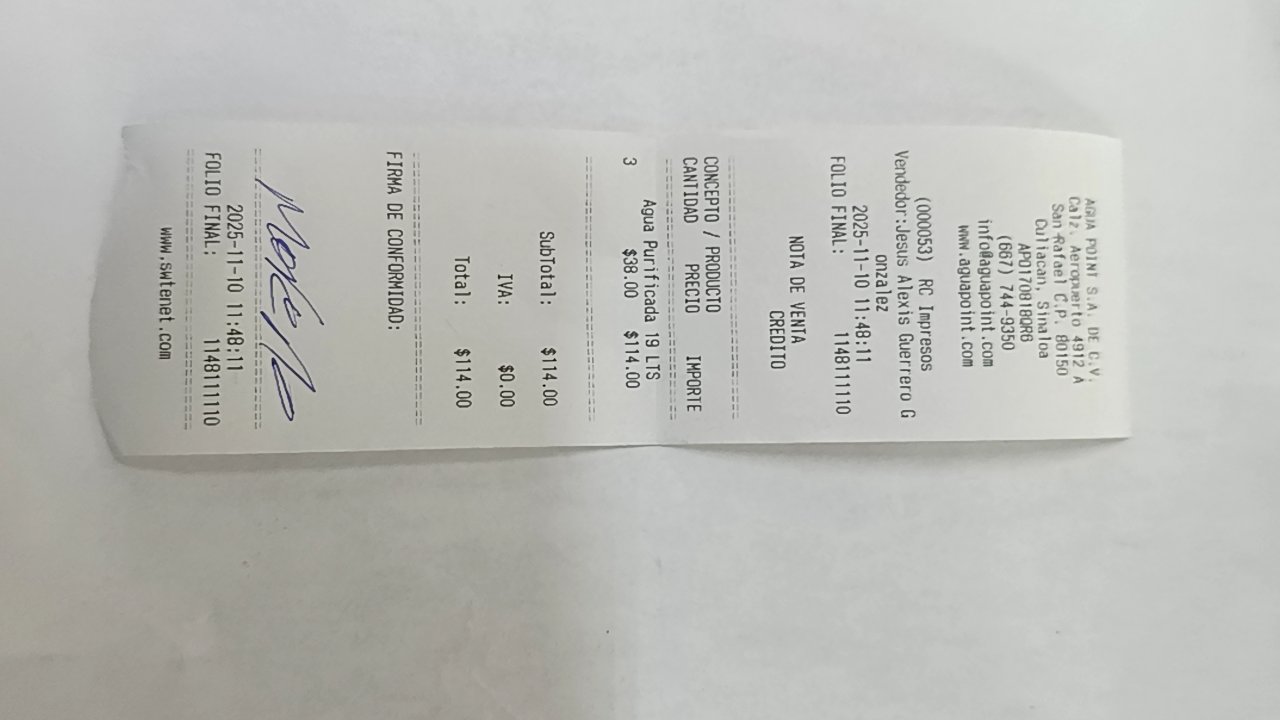 AGUA POINT S.A. DE C.V.
Calz. Aeropuerto 4912 A
San Rafael C.P. 80150
Culiacan, Sinaloa
APO170818QR6
(667) 744-9350
info@aguapoint.com
www.aguapoint.com
(000053) RC Impresos
Vendedor:Jesus Alexis Guerrero G
onzalez
2025-11-10 11:48:11
FOLIO FINAL: 1148111110
NOTA DE VENTA
CREDITO
CONCEPTO / PRODUCTO
CANTIDAD PRECIO IMPORTE
Agua Purificada 19 LTS
3 $38.00 $114.00
SubTotal: $114.00
IVA: $0.00
Total: $114.00
FIRMA DE CONFORMIDAD:
2025-11-10 11:48:11
FOLIO FINAL: 1148111110
www.swtenet.com